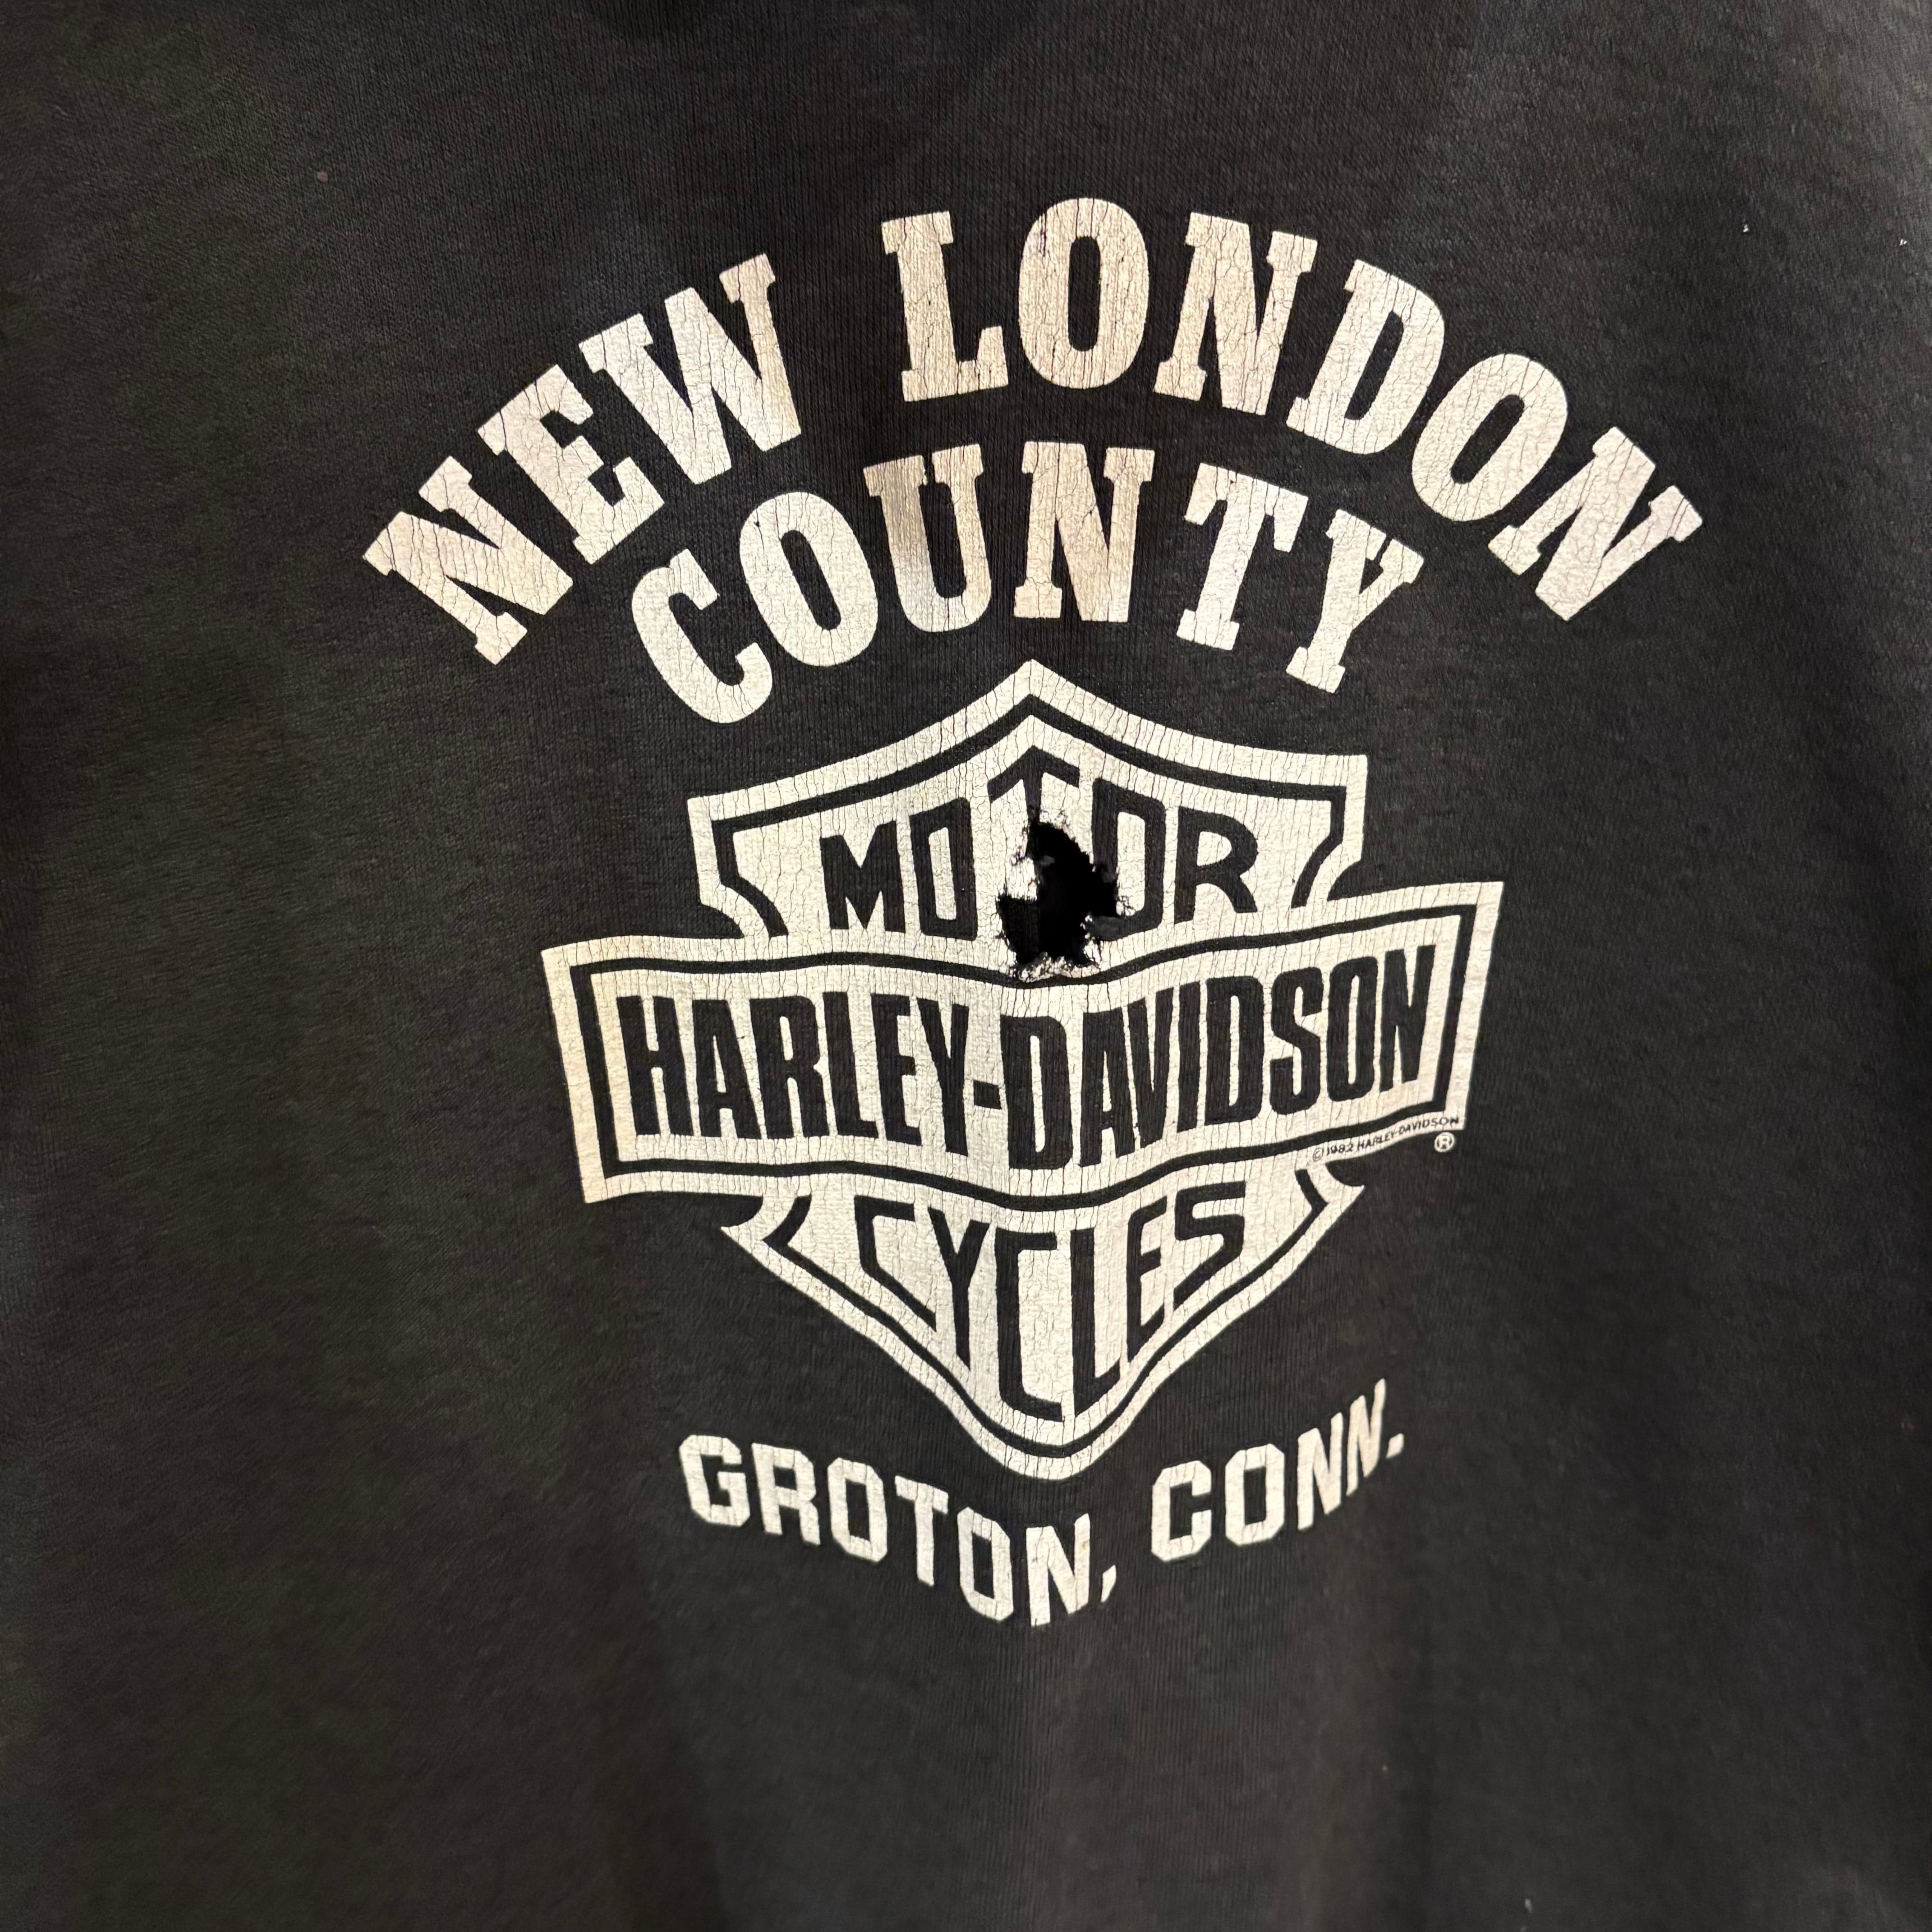 NEW LONDON
COUNTY
MOTOR
HARLEY-DAVIDSON
©1982 HARLEY-DAVIDSON
®
CYCLES
GROTON, CONN.